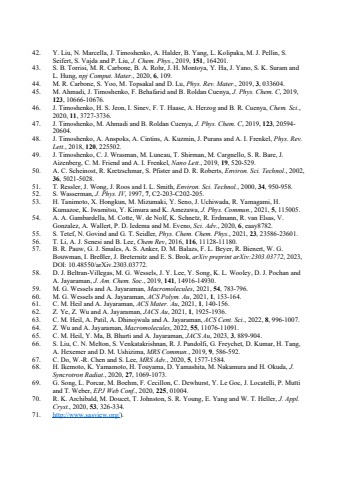 42. Y. Liu, N. Marcella, J. Timoshenko, A. Halder, B. Yang, L. Kolipaka, M. J. Pellin, S.
Seifert, S. Vajda and P. Liu, J. Chem. Phys., 2019, 151, 164201.
43. S. B. Torrisi, M. R. Carbone, B. A. Rohr, J. H. Montoya, Y. Ha, J. Yano, S. K. Suram and
L. Hung, npj Comput. Mater., 2020, 6, 109.
44. M. R. Carbone, S. Yoo, M. Topsakal and D. Lu, Phys. Rev. Mater., 2019, 3, 033604.
45. M. Ahmadi, J. Timoshenko, F. Behafarid and B. Roldan Cuenya, J. Phys. Chem. C, 2019,
123, 10666-10676.
46. J. Timoshenko, H. S. Jeon, I. Sinev, F. T. Haase, A. Herzog and B. R. Cuenya, Chem. Sci.,
2020, 11, 3727-3736.
47. J. Timoshenko, M. Ahmadi and B. Roldan Cuenya, J. Phys. Chem. C, 2019, 123, 20594-
20604.
48. J. Timoshenko, A. Anspoks, A. Cintins, A. Kuzmin, J. Purans and A. I. Frenkel, Phys. Rev.
Lett., 2018, 120, 225502.
49. J. Timoshenko, C. J. Wrasman, M. Luneau, T. Shirman, M. Cargnello, S. R. Bare, J.
Aizenberg, C. M. Friend and A. I. Frenkel, Nano Lett., 2019, 19, 520-529.
50. A. C. Scheinost, R. Kretzschmar, S. Pfister and D. R. Roberts, Environ. Sci. Technol., 2002,
36, 5021-5028.
51. T. Ressler, J. Wong, J. Roos and I. L. Smith, Environ. Sci. Technol., 2000, 34, 950-958.
52. S. Wasserman, J. Phys. IV, 1997, 7, C2-203-C202-205.
53. H. Tanimoto, X. Hongkun, M. Mizumaki, Y. Seno, J. Uchiwada, R. Yamagami, H.
Kumazoe, K. Iwamitsu, Y. Kimura and K. Amezawa, J. Phys. Commun., 2021, 5, 115005.
54. A. A. Guda, M. Cotte, W. de Nolf, K. Schnetz, R. Erdmann, R. van Elsas, V.
Gonzalez, A. Wallert, P. D. Iedema and M. Eveno, Sci. Adv., 2020, 6, eaay8782.
55. S. Tetef, N. Govind and G. T. Seidler, Phys. Chem. Chem. Phys., 2021, 23, 23586-23601.
56. T. Li, A. J. Senesi and B. Lee, Chem Rev, 2016, 116, 11128-11180.
57. B. R. Pauw, G. J. Smales, A. S. Anker, D. M. Balazs, F. L. Beyer, R. Bienert, W. G.
Bouwman, I. Breßler, J. Breternitz and E. S. Brok, arXiv preprint arXiv:2303.03772, 2023,
DOI: 10.48550/arXiv.2303.03772.
58. D. J. Beltran-Villegas, M. G. Wessels, J. Y. Lee, Y. Song, K. L. Wooley, D. J. Pochan and
A. Jayaraman, J. Am. Chem. Soc., 2019, 141, 14916-14930.
59. M. G. Wessels and A. Jayaraman, Macromolecules, 2021, 54, 783-796.
60. M. G. Wessels and A. Jayaraman, ACS Polym. Au, 2021, 1, 153-164.
61. C. M. Heil and A. Jayaraman, ACS Mater. Au, 2021, 1, 140-156.
62. Z. Ye, Z. Wu and A. Jayaraman, JACS Au, 2021, 1, 1925-1936.
63. C. M. Heil, A. Patil, A. Dhinojwala and A. Jayaraman, ACS Cent. Sci., 2022, 8, 996-1007.
64. Z. Wu and A. Jayaraman, Macromolecules, 2022, 55, 11076-11091.
65. C. M. Heil, Y. Ma, B. Bharti and A. Jayaraman, JACS Au, 2023, 3, 889-904.
66. S. Liu, C. N. Melton, S. Venkatakrishnan, R. J. Pandolfi, G. Freychet, D. Kumar, H. Tang,
A. Hexemer and D. M. Ushizima, MRS Commun., 2019, 9, 586-592.
67. C. Do, W.-R. Chen and S. Lee, MRS Adv., 2020, 5, 1577-1584.
68. H. Ikemoto, K. Yamamoto, H. Touyama, D. Yamashita, M. Nakamura and H. Okuda, J.
Syncrotron Radiat., 2020, 27, 1069-1073.
69. G. Song, L. Porcar, M. Boehm, F. Cecillon, C. Dewhurst, Y. Le Goc, J. Locatelli, P. Mutti
and T. Weber, EPJ Web Conf., 2020, 225, 01004.
70. R. K. Archibald, M. Doucet, T. Johnston, S. R. Young, E. Yang and W. T. Heller, J. Appl.
Cryst., 2020, 53, 326-334.
71. http://www.sasview.org/).